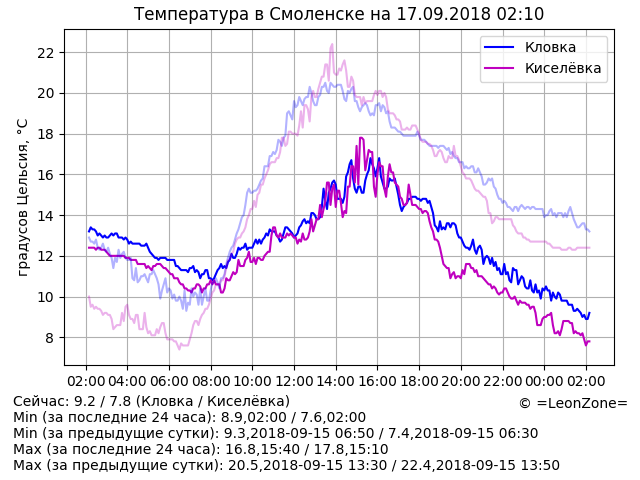 Температура в Смоленске на 17.09.2018 02:10
градусов Цельсия, °C
22
20
18
16
14
12
10
8
Кловка
Киселёвка
02:00 04:00 06:00 08:00 10:00 12:00 14:00 16:00 18:00 20:00 22:00 00:00 02:00
Сейчас: 9.2 / 7.8 (Кловка / Киселёвка)
© =LeonZone=
Min (за последние 24 часа): 8.9,02:00 / 7.6,02:00
Min (за предыдущие сутки): 9.3,2018-09-15 06:50 / 7.4,2018-09-15 06:30
Max (за последние 24 часа): 16.8,15:40 / 17.8,15:10
Max (за предыдущие сутки): 20.5,2018-09-15 13:30 / 22.4,2018-09-15 13:50